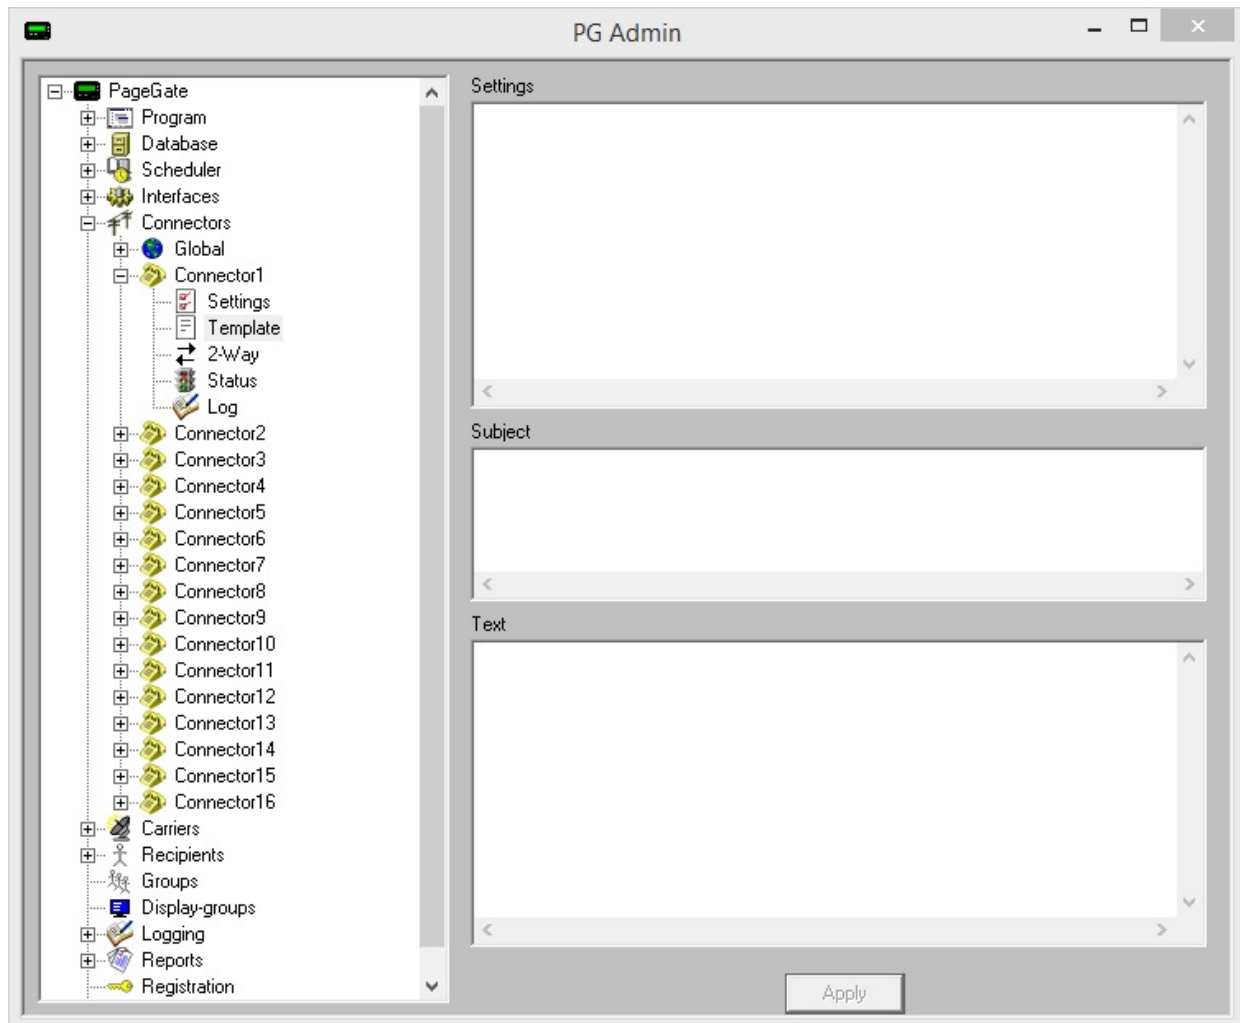 PG Admin
PageGate
Program
Database
Scheduler
Interfaces
Connectors
Global
Connector1
Settings
Template
2-Way
Status
Log
Connector2
Connector3
Connector4
Connector5
Connector6
Connector7
Connector8
Connector9
Connector10
Connector11
Connector12
Connector13
Connector14
Connector15
Connector16
Carriers
Recipients
Groups
Display-groups
Logging
Reports
Registration
Settings
Subject
Text
Apply